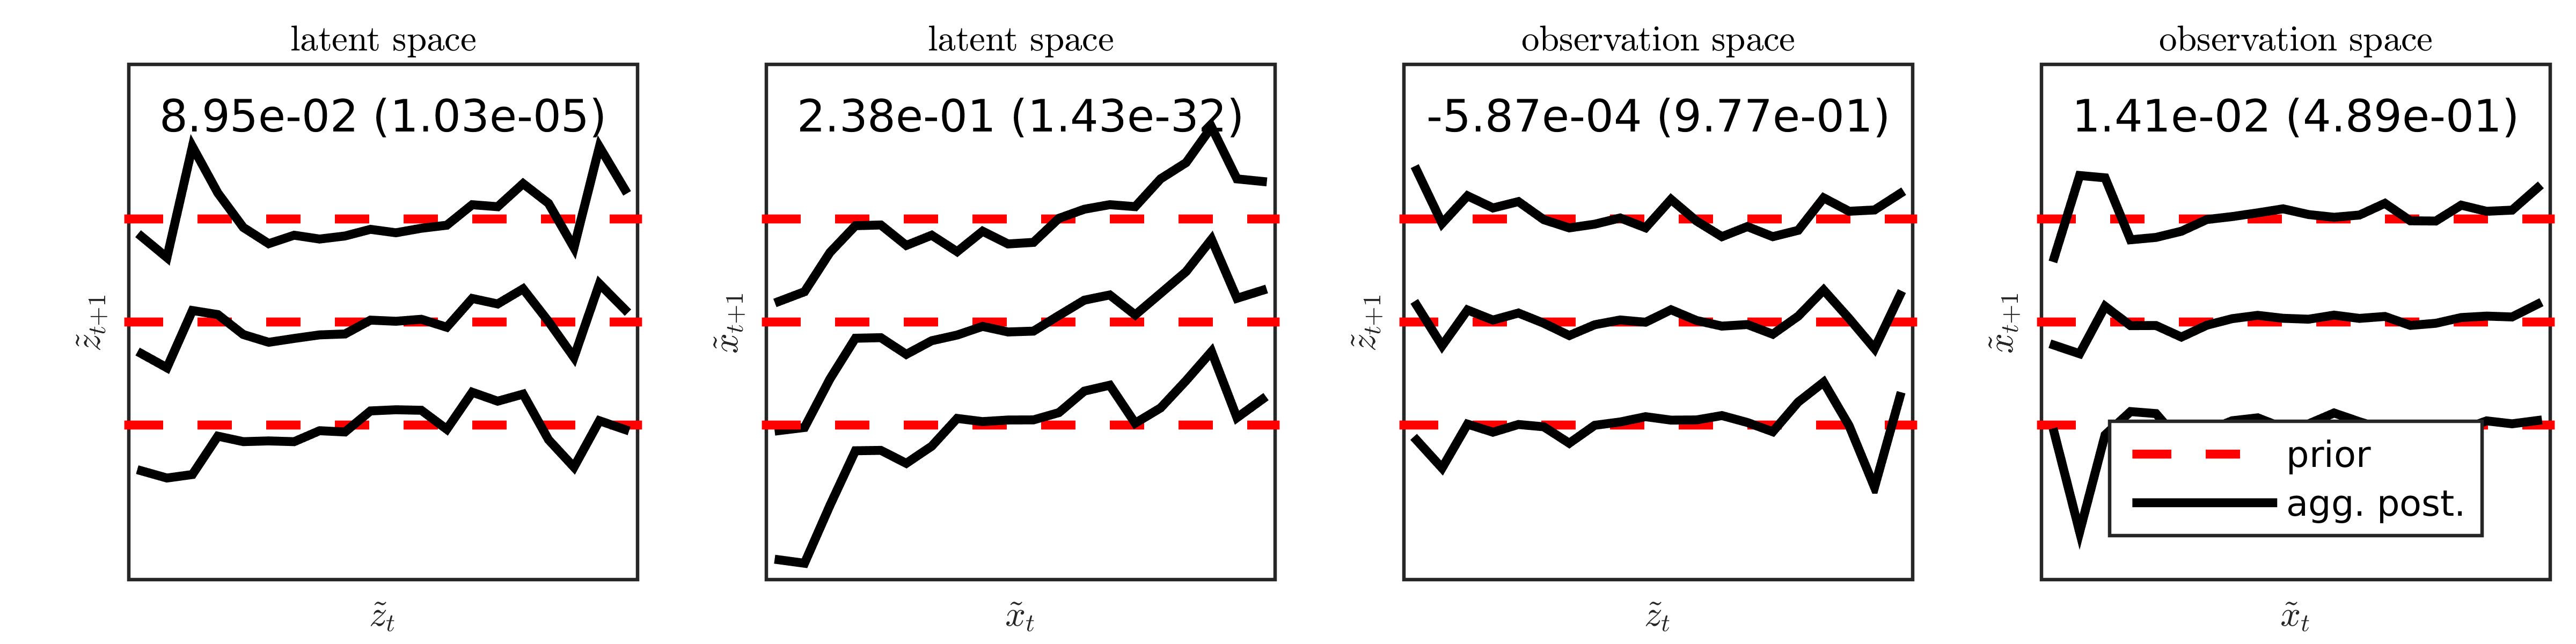 latent space
8.95e-02 (1.03e-05)
z̃ₜ₊₁
z̃ₜ
latent space
2.38e-01 (1.43e-32)
x̃ₜ₊₁
x̃ₜ
observation space
-5.87e-04 (9.77e-01)
z̃ₜ₊₁
z̃ₜ
observation space
1.41e-02 (4.89e-01)
x̃ₜ₊₁
prior
agg. post.
x̃ₜ